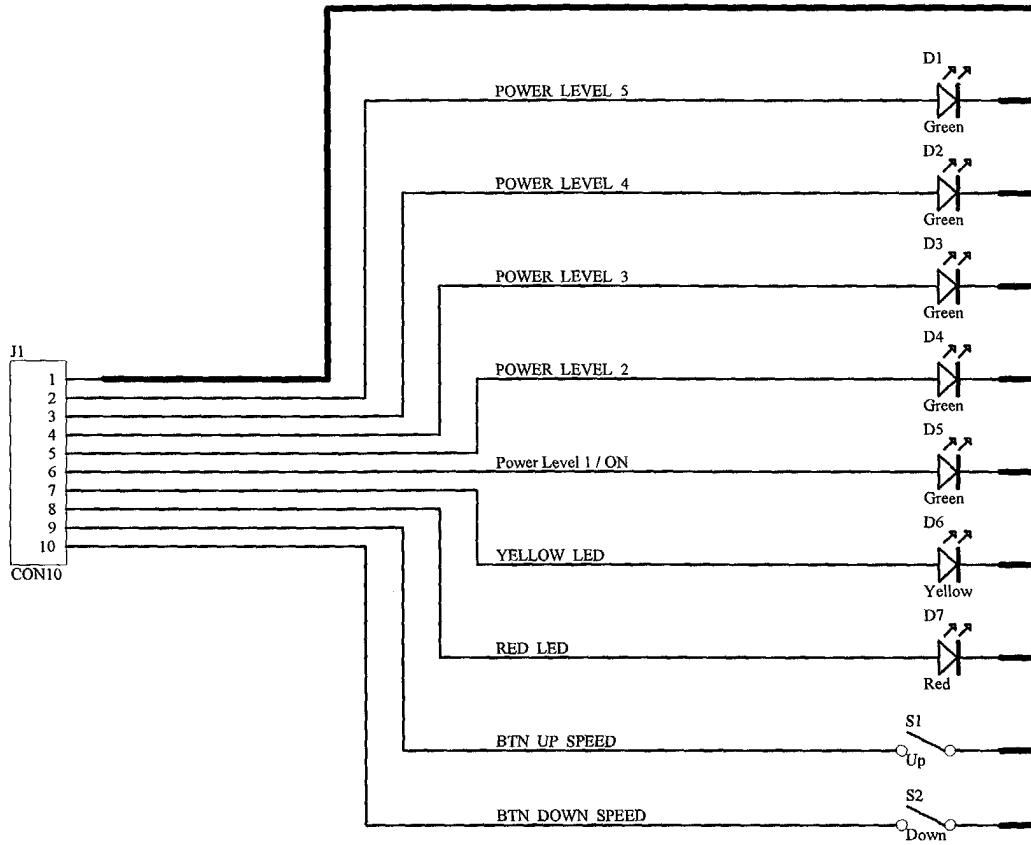 D1
POWER LEVEL 5
Green
D2
POWER LEVEL 4
Green
D3
POWER LEVEL 3
Green
D4
POWER LEVEL 2
Green
D5
Power Level 1 / ON
Green
D6
YELLOW LED
Yellow
D7
RED LED
Red
S1
BTN UP SPEED
Up
S2
BTN DOWN SPEED
Down
J1
1
2
3
4
5
6
7
8
9
10
CON10